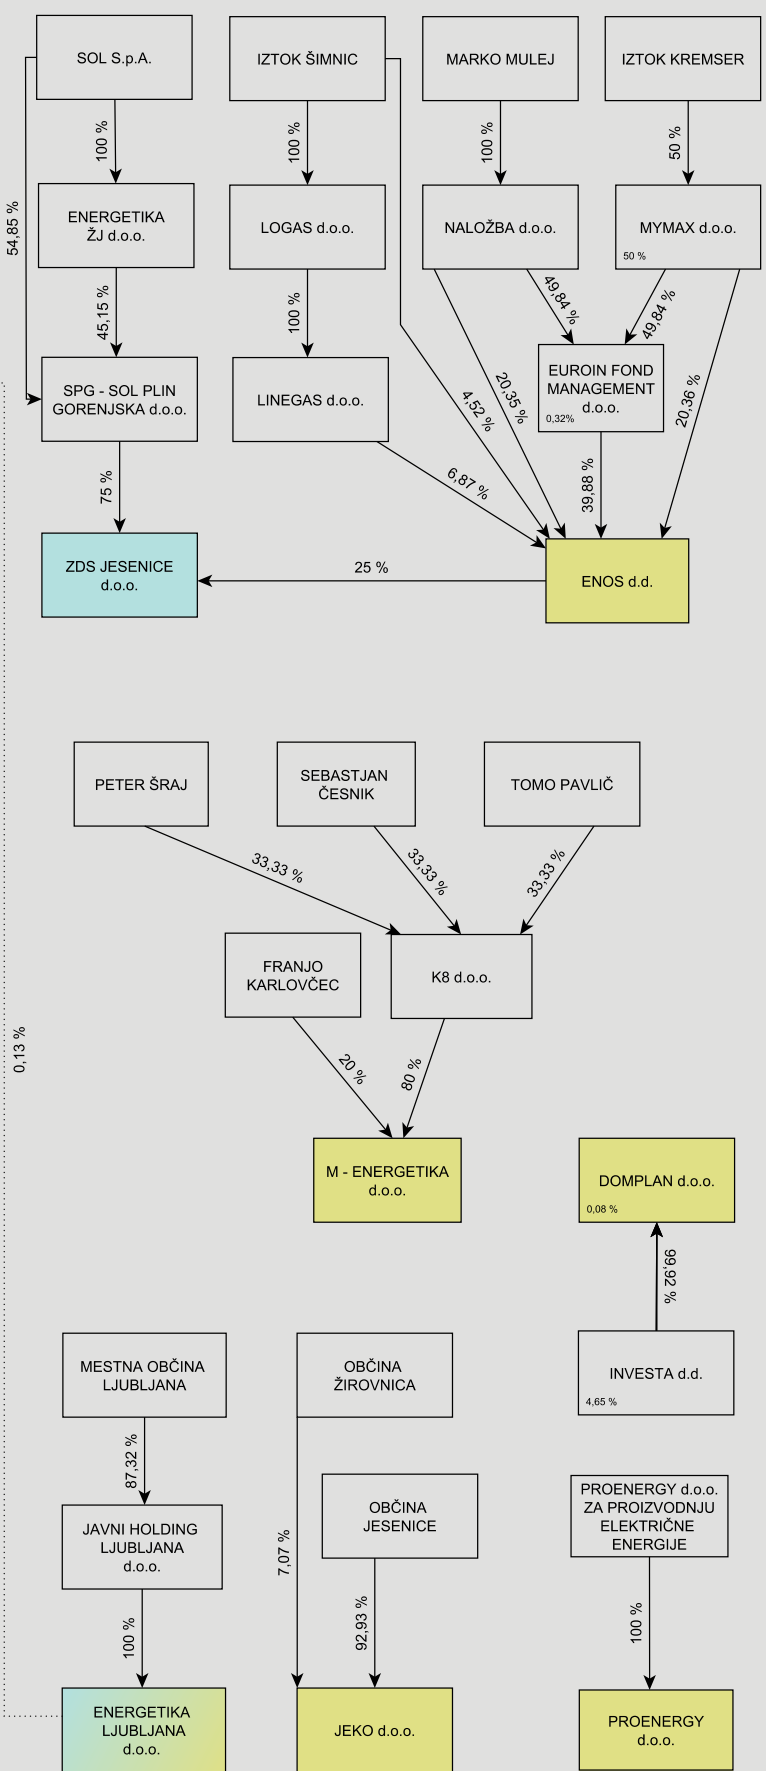 SOL S.p.A.
IZTOK ŠIMNIC
MARKO MULEJ
IZTOK KREMSER
100 %
100 %
100 %
50 %
54,85 %
ENERGETIKA
ŽJ d.o.o.
LOGAS d.o.o.
NALOŽBA d.o.o.
MYMAX d.o.o.
50 %
45,15 %
100 %
49,84 %
49,84 %
SPG - SOL PLIN
GORENJSKA d.o.o.
LINEGAS d.o.o.
EUROIN FOND
MANAGEMENT
d.o.o.
0,32%
4,52 %
20,35 %
20,36 %
75 %
6,87 %
39,88 %
ZDS JESENICE
d.o.o.
25 %
ENOS d.d.
PETER ŠRAJ
SEBASTJAN
ČESNIK
TOMO PAVLIČ
33,33 %
33,33 %
33,33 %
FRANJO
KARLOVČEC
K8 d.o.o.
0,13 %
20 %
80 %
M - ENERGETIKA
d.o.o.
DOMPLAN d.o.o.
0,08 %
99,92 %
MESTNA OBČINA
LJUBLJANA
OBČINA
ŽIROVNICA
INVESTA d.d.
4,65 %
87,32 %
OBČINA
JESENICE
PROENERGY d.o.o.
ZA PROIZVODNJU
ELEKTRIČNE
ENERGIJE
JAVNI HOLDING
LJUBLJANA
d.o.o.
7,07 %
100 %
92,93 %
100 %
ENERGETIKA
LJUBLJANA
d.o.o.
JEKO d.o.o.
PROENERGY
d.o.o.